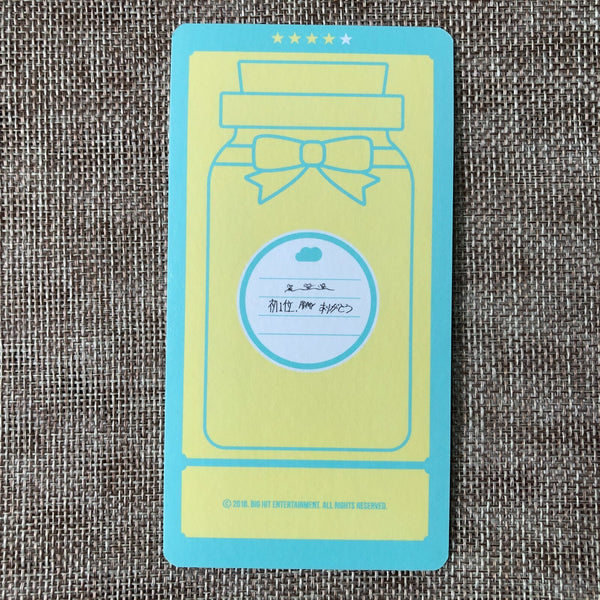 初1位, ありがとう
© 2018. BIG HIT ENTERTAINMENT. ALL RIGHTS RESERVED.